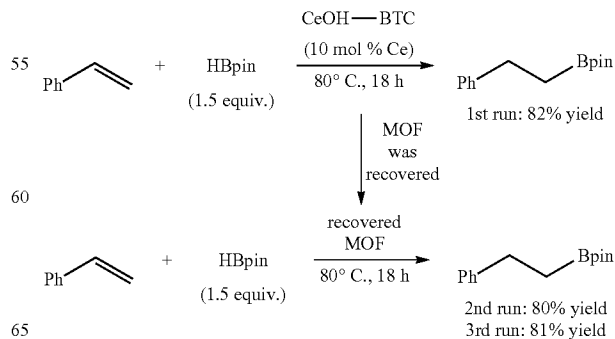 CeOH—BTC
(10 mol % Ce)
55
Ph
+
HBpin
(1.5 equiv.)
80° C., 18 h
Ph
Bpin
1st run: 82% yield
MOF
was
recovered
60
recovered
MOF
Ph
+
HBpin
(1.5 equiv.)
80° C., 18 h
Ph
Bpin
2nd run: 80% yield
3rd run: 81% yield
65